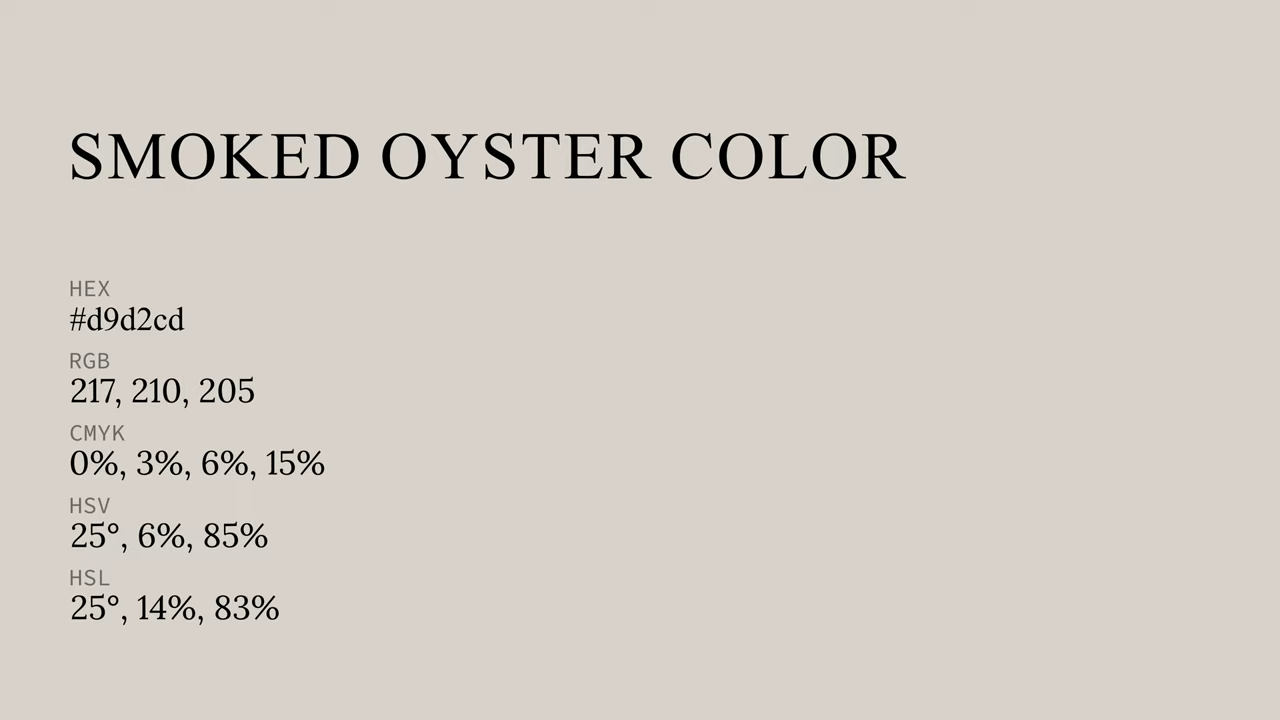 SMOKED OYSTER COLOR
HEX
#d9d2cd
RGB
217, 210, 205
CMYK
0%, 3%, 6%, 15%
HSV
25°, 6%, 85%
HSL
25°, 14%, 83%